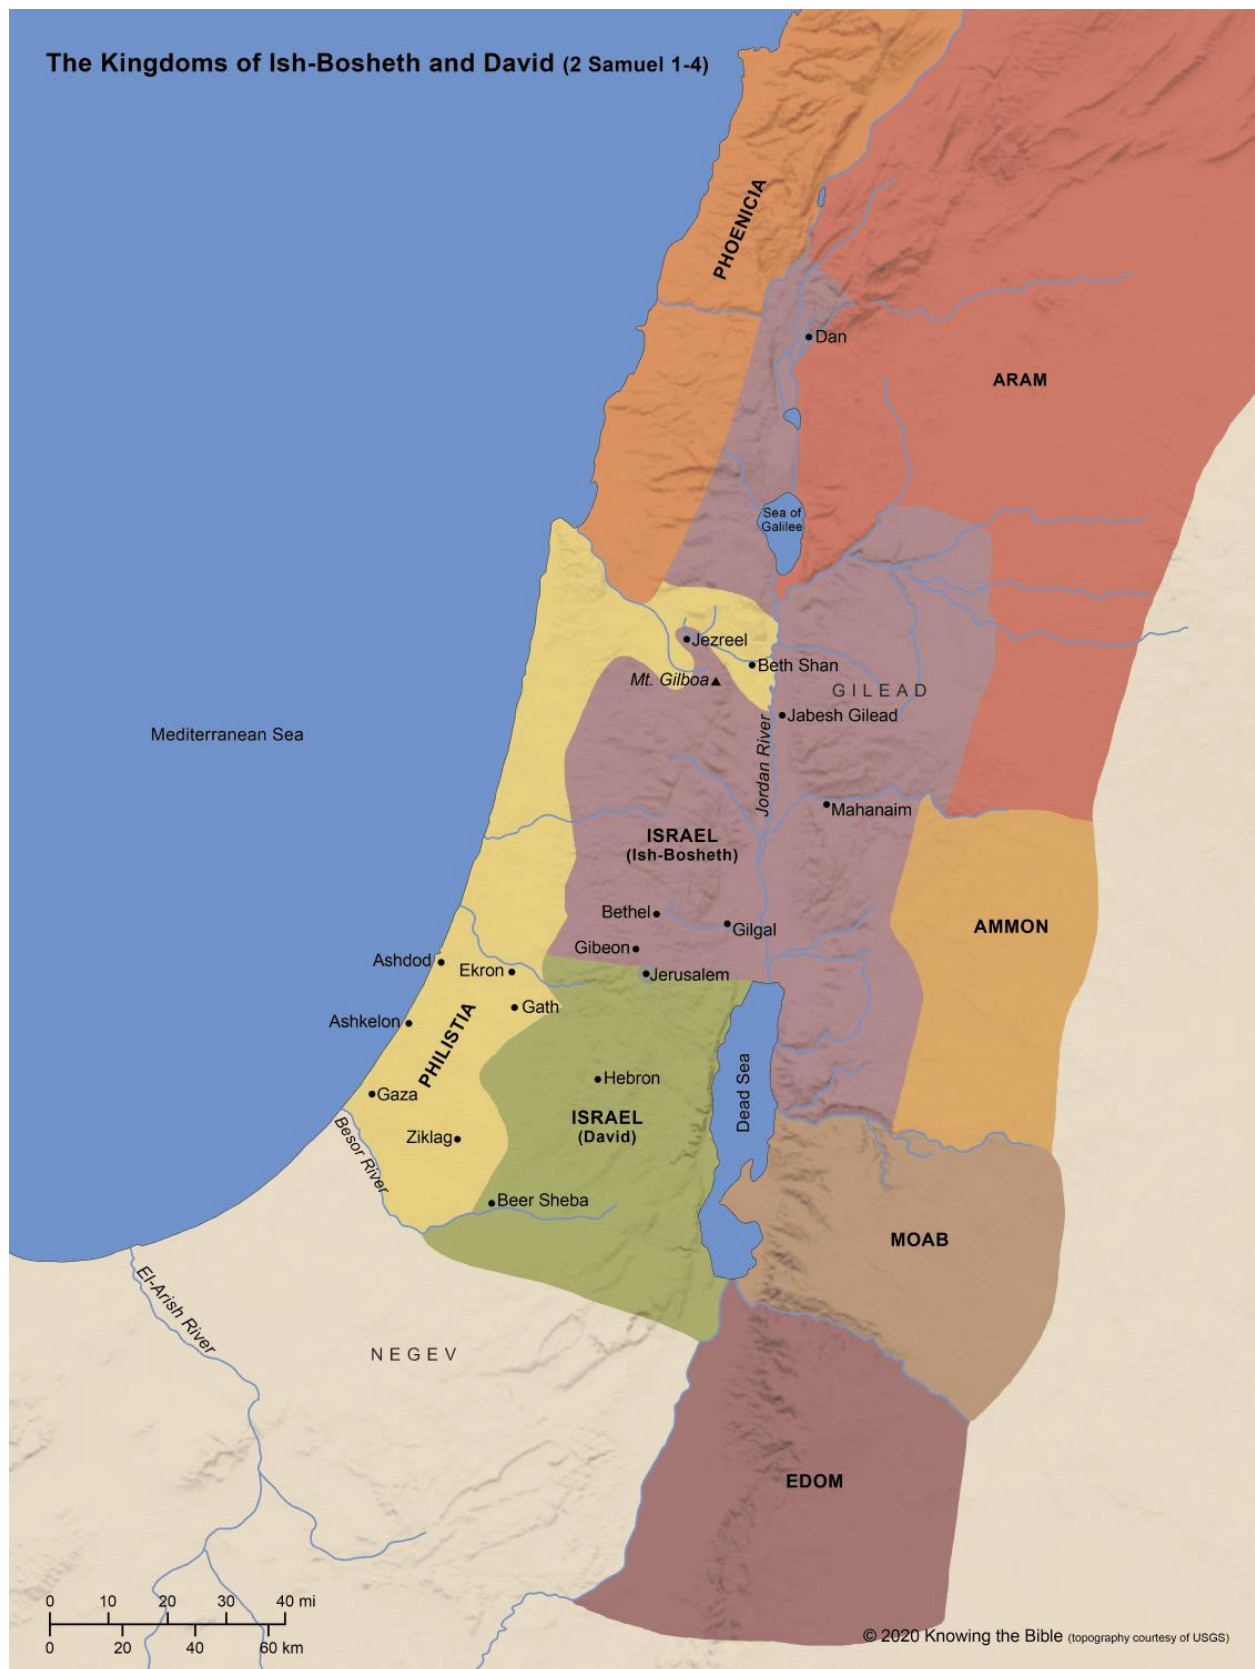 The Kingdoms of Ish-Bosheth and David (2 Samuel 1-4)
PHOENICIA
Dan
ARAM
Sea of
Galilee
Jezreel
Beth Shan
Mt. Gilboa
GILEAD
Jabesh Gilead
Mediterranean Sea
Jordan River
Mahanaim
ISRAEL
(Ish-Bosheth)
Bethel
Gilgal
AMMON
Gibeon
Ashdod
Ekron
Jerusalem
Gath
Ashkelon
PHILISTIA
Hebron
Dead Sea
Gaza
ISRAEL
(David)
Ziklag
Besor River
Beer Sheba
MOAB
El-Arish River
NEGEV
EDOM
0 10 20 30 40 mi
0 20 40 60 km
© 2020 Knowing the Bible (topography courtesy of USGS)